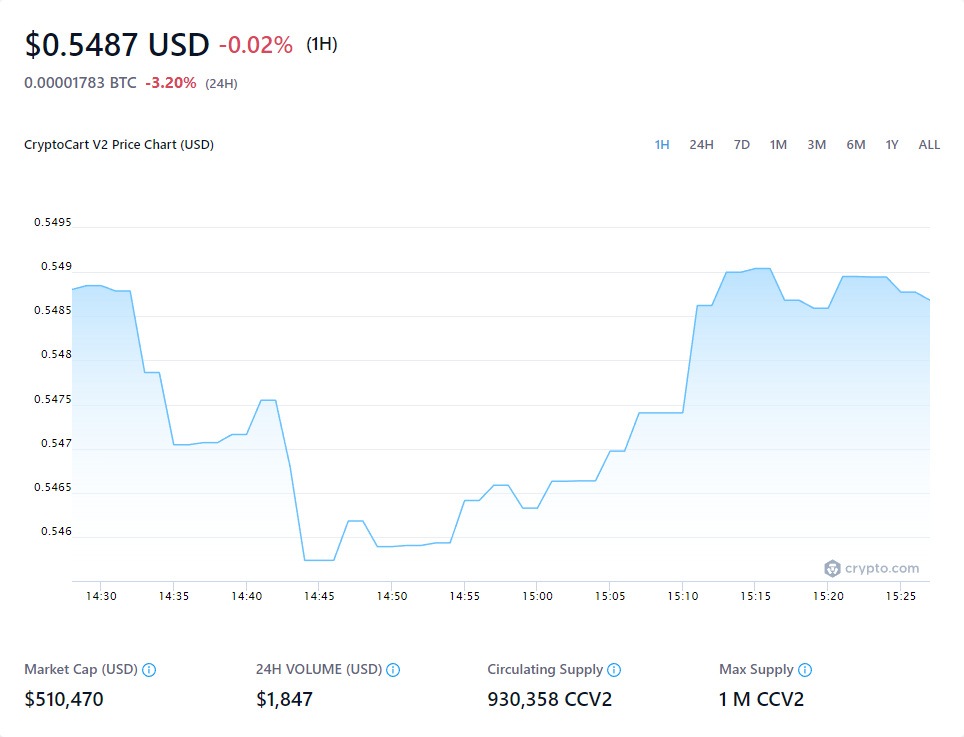 $0.5487 USD -0.02% (1H)
0.00001783 BTC -3.20% (24H)
CryptoCart V2 Price Chart (USD) 1H 24H 7D 1M 3M 6M 1Y ALL
0.5495
0.549
0.5485
0.548
0.5475
0.547
0.5465
0.546
crypto.com
14:30 14:35 14:40 14:45 14:50 14:55 15:00 15:05 15:10 15:15 15:20 15:25
Market Cap (USD) 24H VOLUME (USD) Circulating Supply Max Supply
$510,470 $1,847 930,358 CCV2 1 M CCV2